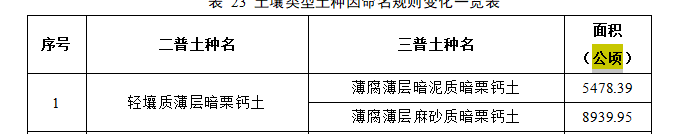 表 23 土壤类型土种因命名规则变化一览表
序号 二普土种名 三普土种名 面积
（公顷）
1 轻壤质薄层暗栗钙土 薄腐薄层暗泥质暗栗钙土 5478.39
薄腐薄层麻砂质暗栗钙土 8939.95